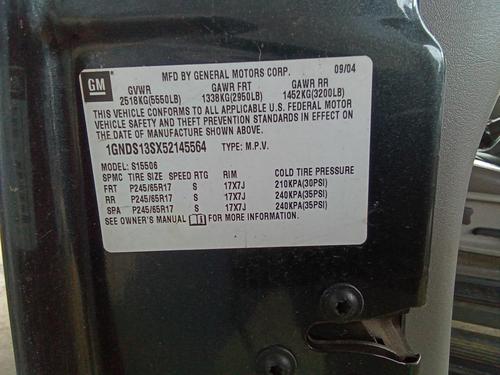 MFD BY GENERAL MOTORS CORP. 09/04
GM
GVWR GAWR FRT GAWR RR
2518KG(5550LB) 1338KG(2950LB) 1452KG(3200LB)
THIS VEHICLE CONFORMS TO ALL APPLICABLE U.S. FEDERAL MOTOR
VEHICLE SAFETY AND THEFT PREVENTION STANDARDS IN EFFECT ON
THE DATE OF MANUFACTURE SHOWN ABOVE.
1GNDS13SX52145564 TYPE: M.P.V.
MODEL: S15506
SPMC TIRE SIZE SPEED RTG RIM COLD TIRE PRESSURE
FRT P245/65R17 S 17X7J 210KPA(30PSI)
RR P245/65R17 S 17X7J 240KPA(35PSI)
SPA P245/65R17 S 17X7J 240KPA(35PSI)
SEE OWNER'S MANUAL FOR MORE INFORMATION.